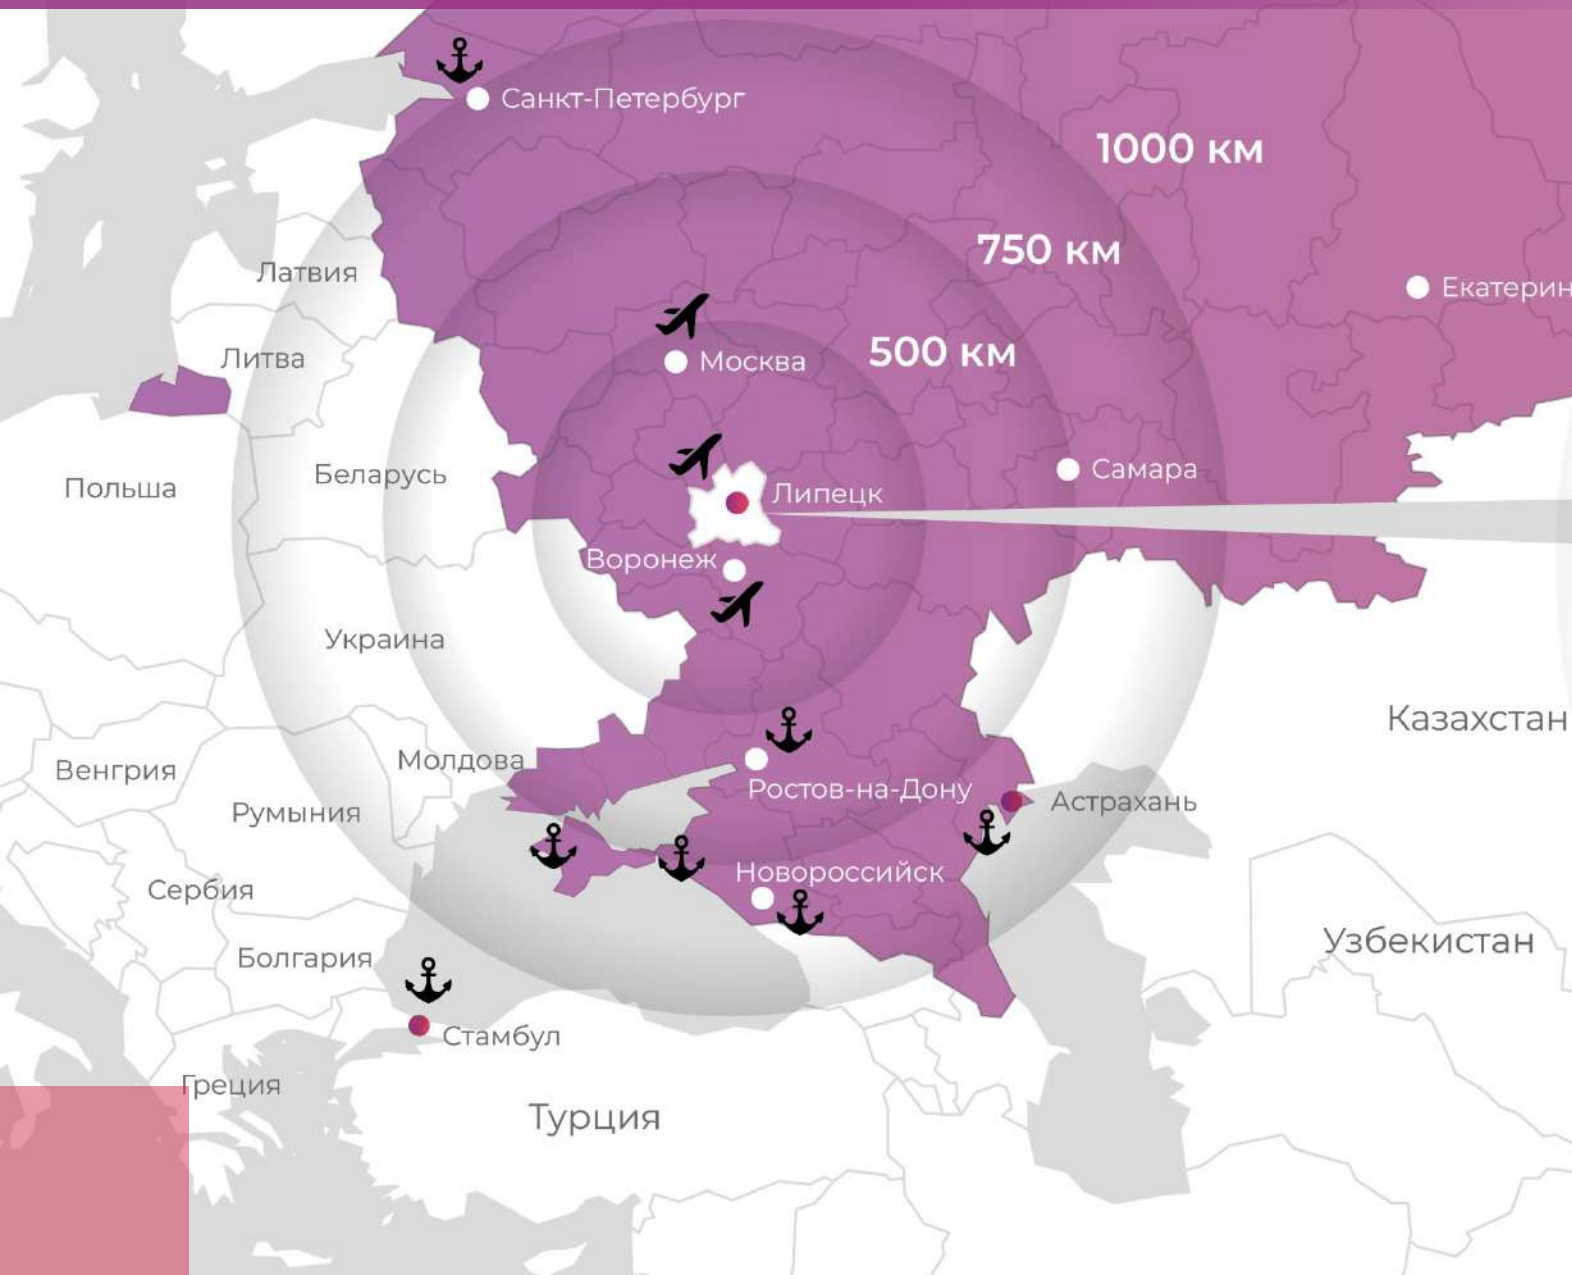 Санкт-Петербург
1000 км
750 км
Латвия
Екатерин
500 км
Москва
Литва
Самара
Беларусь
Польша
Липецк
Воронеж
Украина
Казахстан
Молдова
Венгрия
Ростов-на-Дону
Астрахань
Румыния
Новороссийск
Сербия
Узбекистан
Болгария
Стамбул
Греция
Турция